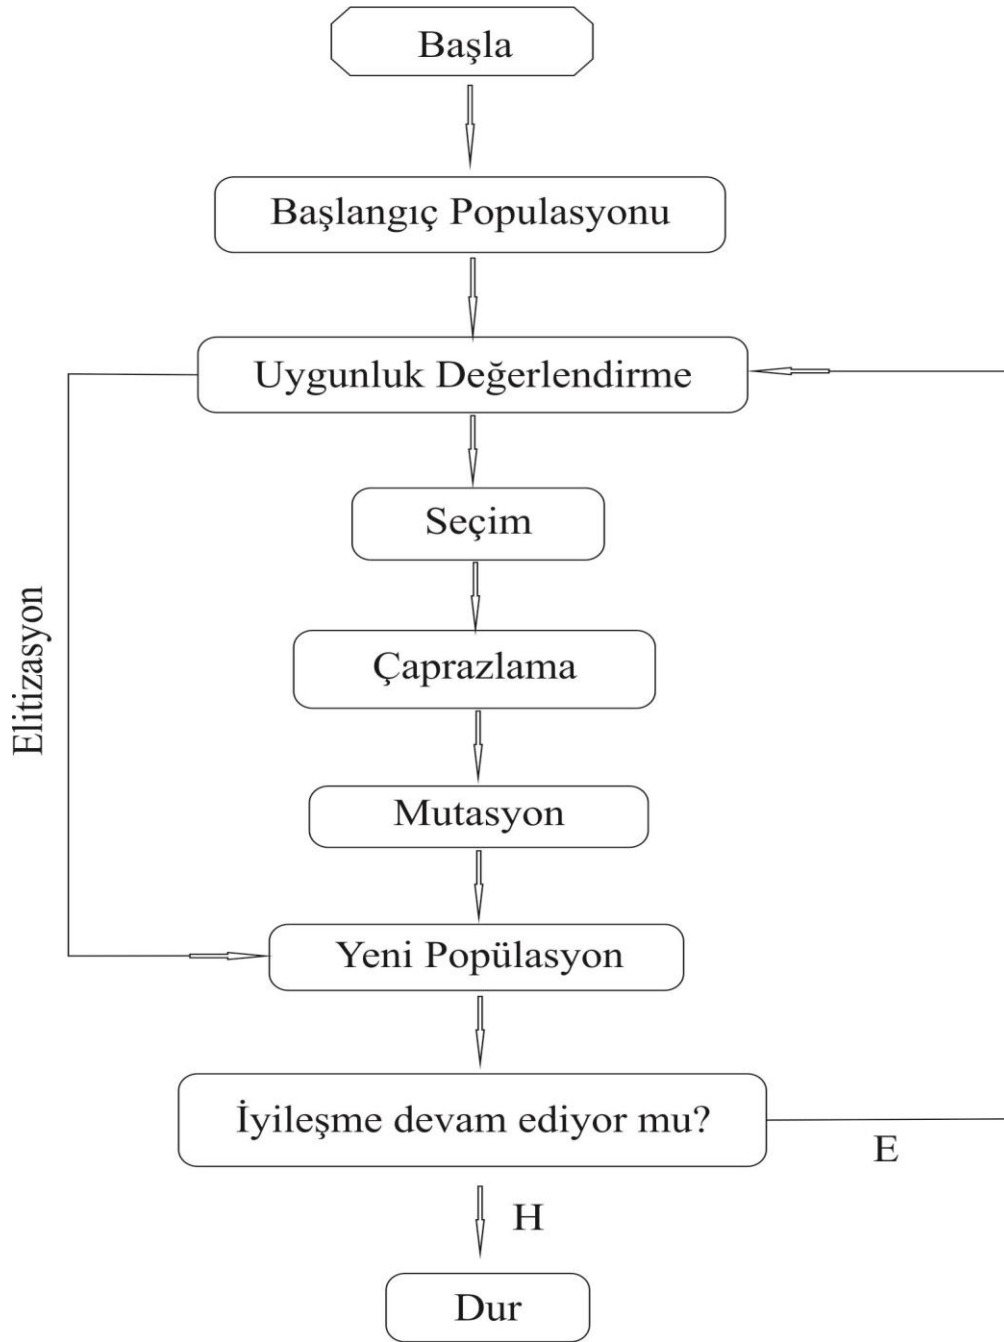 Başla
Başlangıç Populasyonu
Uygunluk Değerlendirme
Seçim
Elitizasyon
Çaprazlama
Mutasyon
Yeni Popülasyon
İyileşme devam ediyor mu?
E
H
Dur